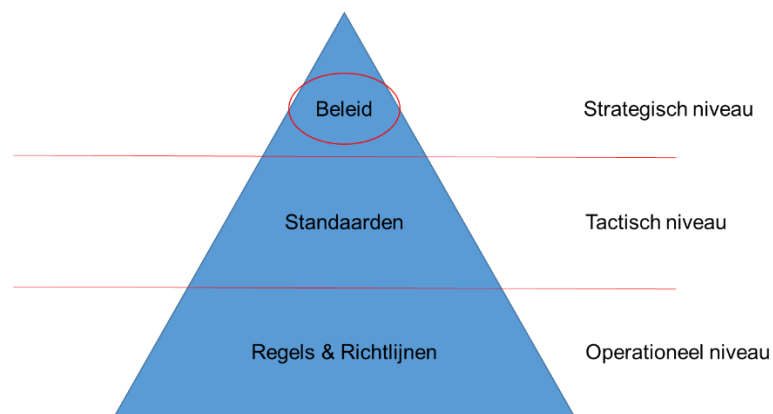 Beleid
Strategisch niveau
Standaarden
Tactisch niveau
Regels & Richtlijnen
Operationeel niveau